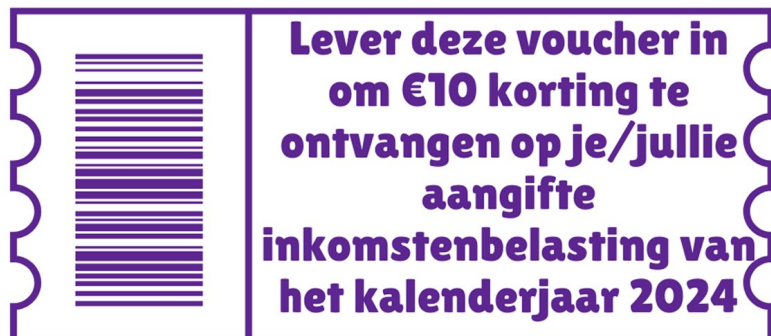 Lever deze voucher in
om €10 korting te
ontvangen op je/jullie
aangifte
inkomstenbelasting van
het kalenderjaar 2024